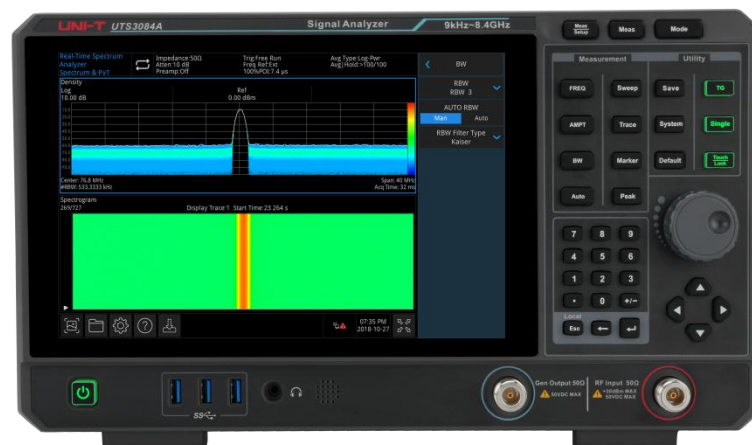 UNI-T UTS3084A
Signal Analyzer
9kHz~8.4GHz
Real-Time Spectrum
Analyzer
Spectrum & PvT
Impedance:50Ω
Atten:10 dB
Preamp:Off
Trig:Free Run
Freq Ref:Ext
100%POI:7.4 μs
Avg Type:Log-Pwr
Avg|Hold:>100/100
BW
Density
Log
10.00 dB
Ref
0.00 dBm
RBW
RBW 3
AUTO RBW
Man Auto
RBW Filter Type
Kaiser
Center:76.8 MHz
Span: 40 MHz
#RBW: 533.3333 kHz
Acq Time: 32 ms
Spectrogram
269/727
Display Trace:1 Start Time:23 264 s
07:35 PM
2018-10-27
Meas
Setup
Meas
Mode
Measurement
Utility
FREQ
Sweep
Save
TG
AMPT
Trace
System
Single
BW
Marker
Default
Touch
Lock
Auto
Peak
7 8 9
4 5 6
1 2 3
. 0 +/−
Local
Esc
SS
Gen Output 50Ω
50VDC MAX
RF Input 50Ω
+30dBm MAX
50VDC MAX